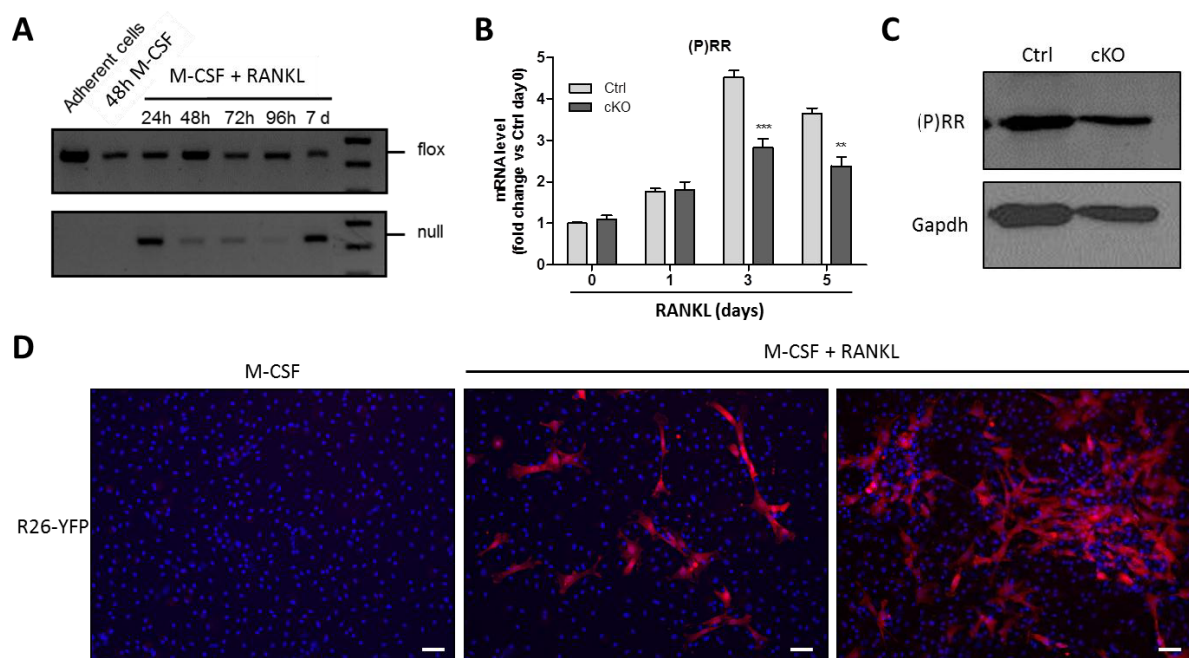 A
Adherent cells
48h M-CSF
M-CSF + RANKL
24h 48h 72h 96h 7 d
flox
null
B
(P)RR
mRNA level
(fold change vs Ctrl day 0)
5
4
3
2
1
0
Ctrl
cKO
***
**
0 1 3 5
RANKL (days)
C
Ctrl cKO
(P)RR
Gapdh
D
M-CSF
M-CSF + RANKL
R26-YFP